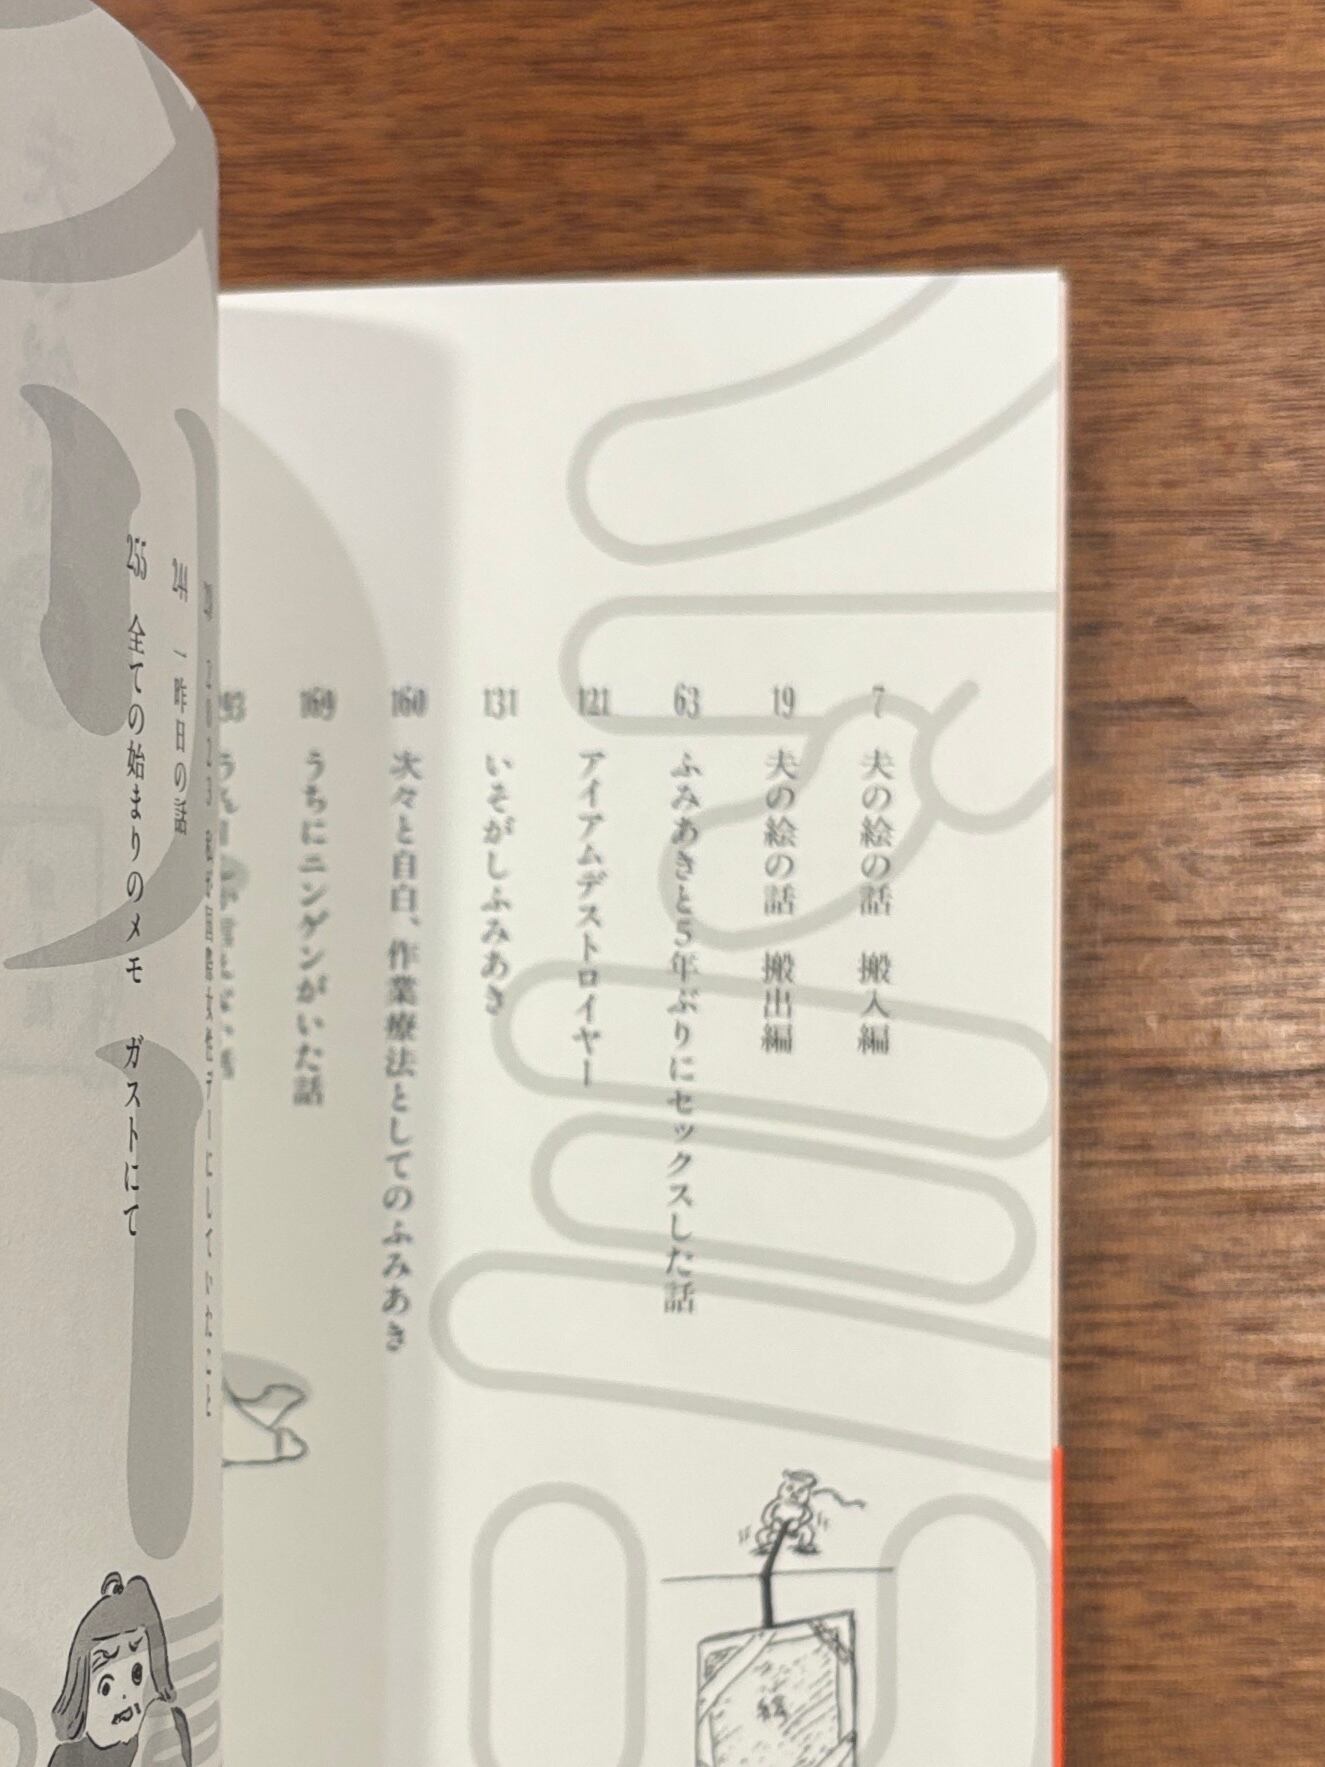 7 夫の絵の話 搬入編
19 夫の絵の話 搬出編
63 ふみあきと5年ぶりにセックスした話
121 アイアムデストロイヤー
131 いそがしふみあき
160 次々と自白、作業療法としてのふみあき
169 うちにニンゲンがいた話
244 一昨日の話
255 全ての始まりのメモ ガストにて
絵